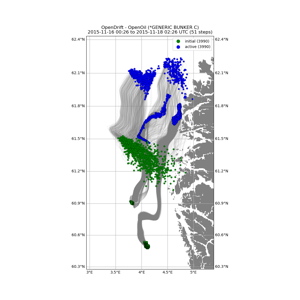 OpenDrift - OpenOil (*GENERIC BUNKER C)
2015-11-16 00:26 to 2015-11-18 02:26 UTC (51 steps)
initial (3990)
active (3990)
62.4°N 62.4°N
62.1°N 62.1°N
61.8°N 61.8°N
61.5°N 61.5°N
61.2°N 61.2°N
60.9°N 60.9°N
60.6°N 60.6°N
60.3°N 60.3°N
3°E 3.5°E 4°E 4.5°E 5°E